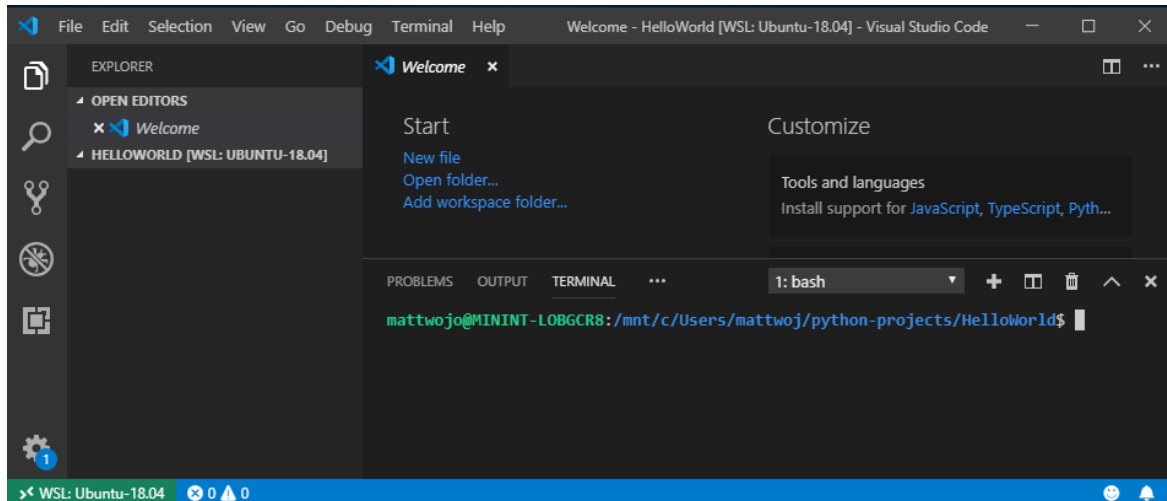 File Edit Selection View Go Debug Terminal Help Welcome - HelloWorld [WSL: Ubuntu-18.04] - Visual Studio Code
EXPLORER
OPEN EDITORS
Welcome
HELLOWORLD [WSL: UBUNTU-18.04]
Welcome
Start
New file
Open folder...
Add workspace folder...
Customize
Tools and languages
Install support for JavaScript, TypeScript, Pyth...
PROBLEMS OUTPUT TERMINAL ••• 1: bash
mattwojo@MININT-LOBGCR8:/mnt/c/Users/mattwoj/python-projects/HelloWorld$
1
WSL: Ubuntu-18.04 0 0